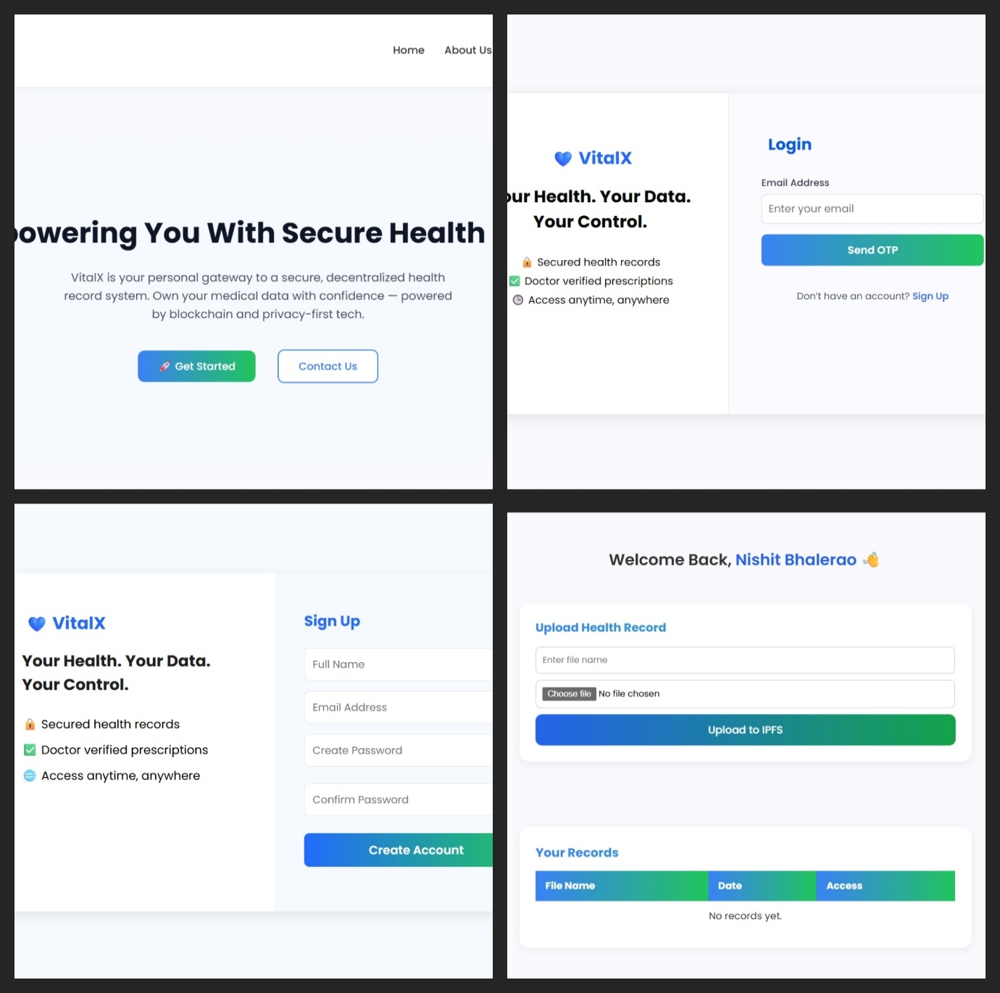 Home About Us
powering You With Secure Health
VitalX is your personal gateway to a secure, decentralized health
record system. Own your medical data with confidence — powered
by blockchain and privacy-first tech.
🚀 Get Started
Contact Us
💙 VitalX
our Health. Your Data.
Your Control.
🔒 Secured health records
✅ Doctor verified prescriptions
🕒 Access anytime, anywhere
Login
Email Address
Enter your email
Send OTP
Don't have an account? Sign Up
💙 VitalX
Your Health. Your Data.
Your Control.
🔒 Secured health records
✅ Doctor verified prescriptions
🌐 Access anytime, anywhere
Sign Up
Full Name
Email Address
Create Password
Confirm Password
Create Account
Welcome Back, Nishit Bhalerao 👋
Upload Health Record
Enter file name
Choose file No file chosen
Upload to IPFS
Your Records
File Name Date Access
No records yet.